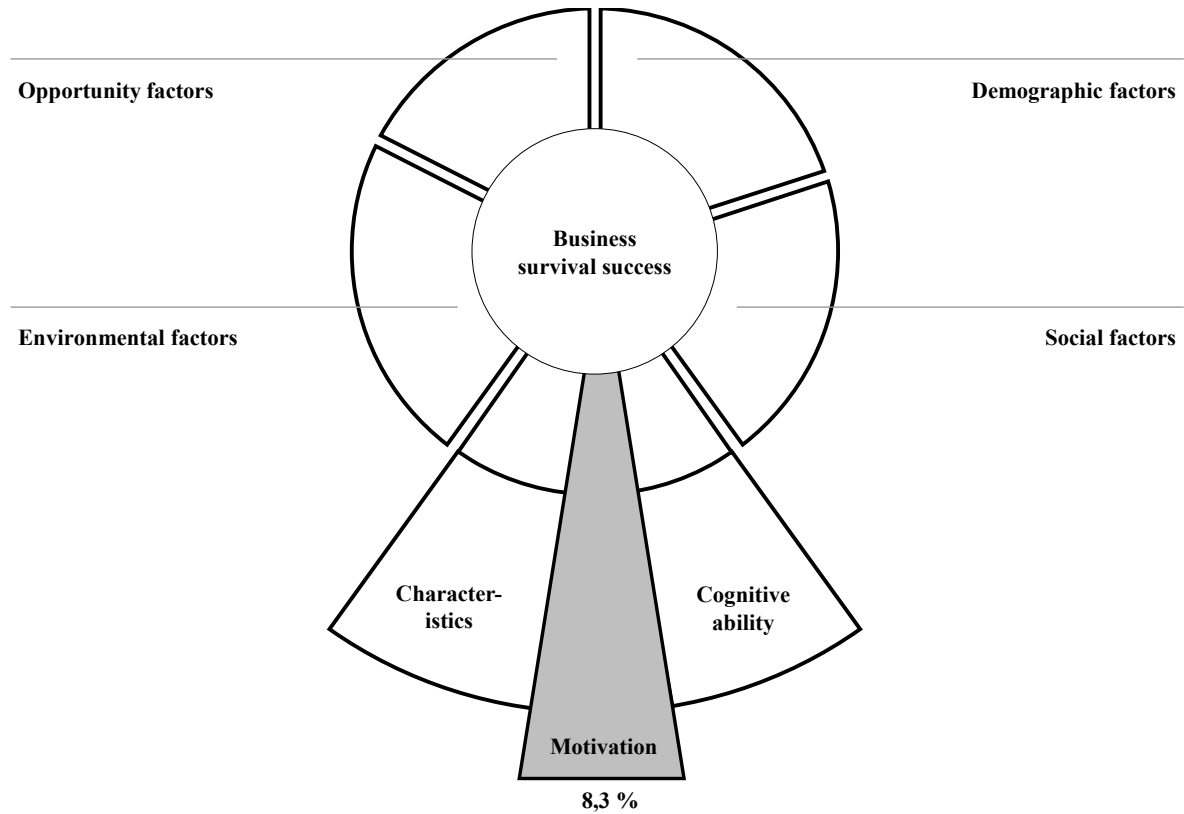 Opportunity factors
Demographic factors
Business
survival success
Environmental factors
Social factors
Character-
istics
Cognitive
ability
Motivation
8,3 %